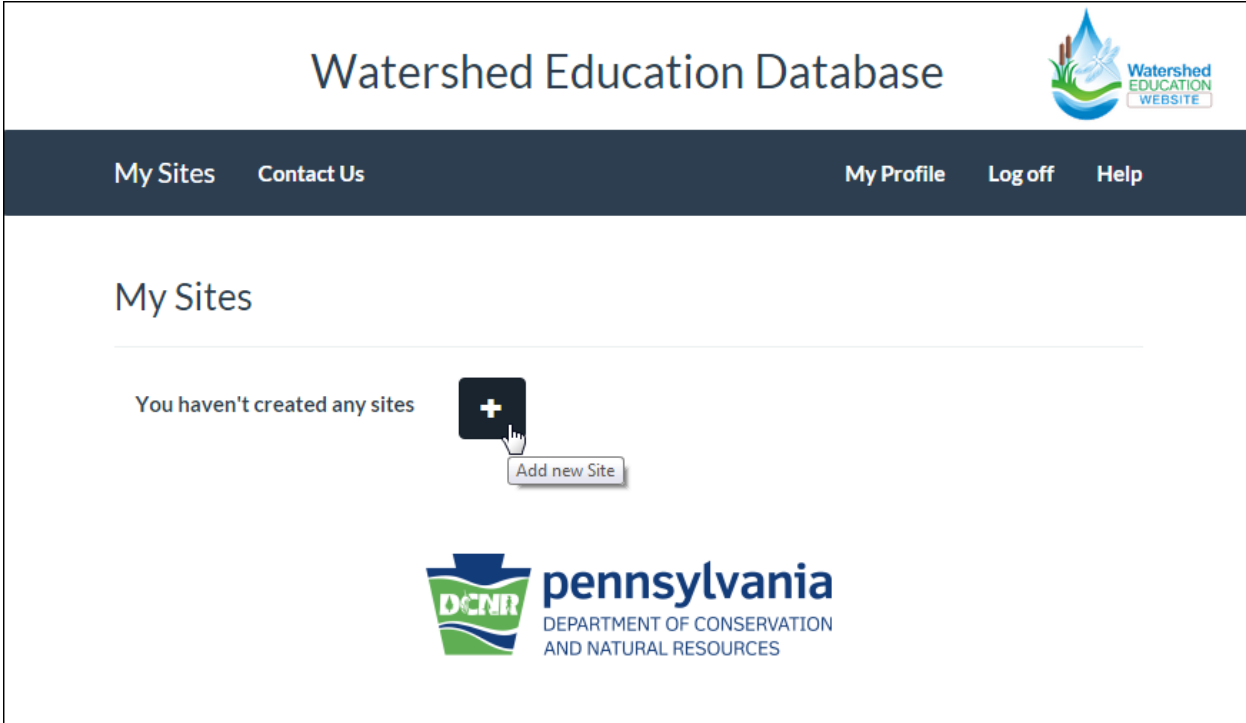 Watershed Education Database
Watershed
EDUCATION
WEBSITE
My Sites Contact Us My Profile Log off Help
My Sites
You haven't created any sites
Add new Site
DCNR
pennsylvania
DEPARTMENT OF CONSERVATION
AND NATURAL RESOURCES